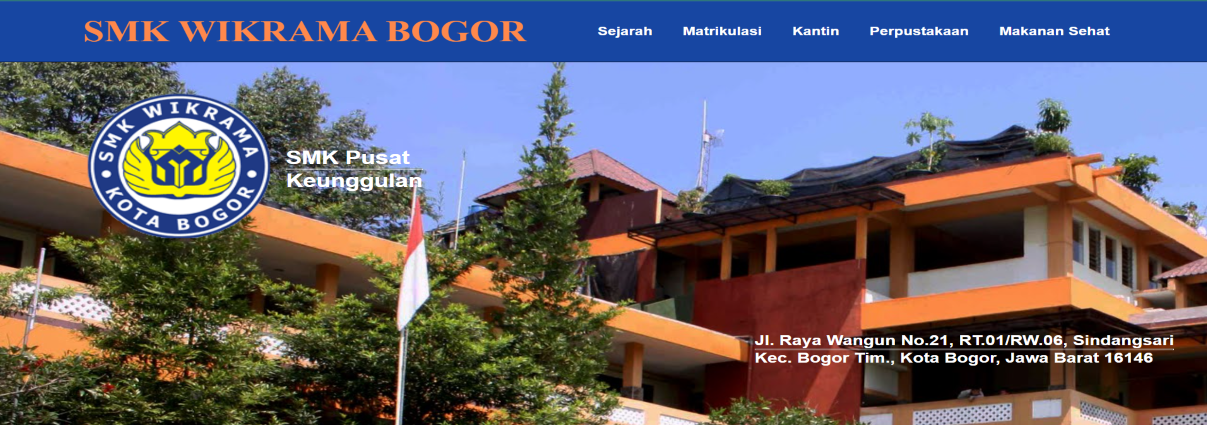 SMK WIKRAMA BOGOR
Sejarah Matrikulasi Kantin Perpustakaan Makanan Sehat
SMK WIKRAMA
KOTA BOGOR
SMK Pusat
Keunggulan
Jl. Raya Wangun No.21, RT.01/RW.06, Sindangsari
Kec. Bogor Tim., Kota Bogor, Jawa Barat 16146